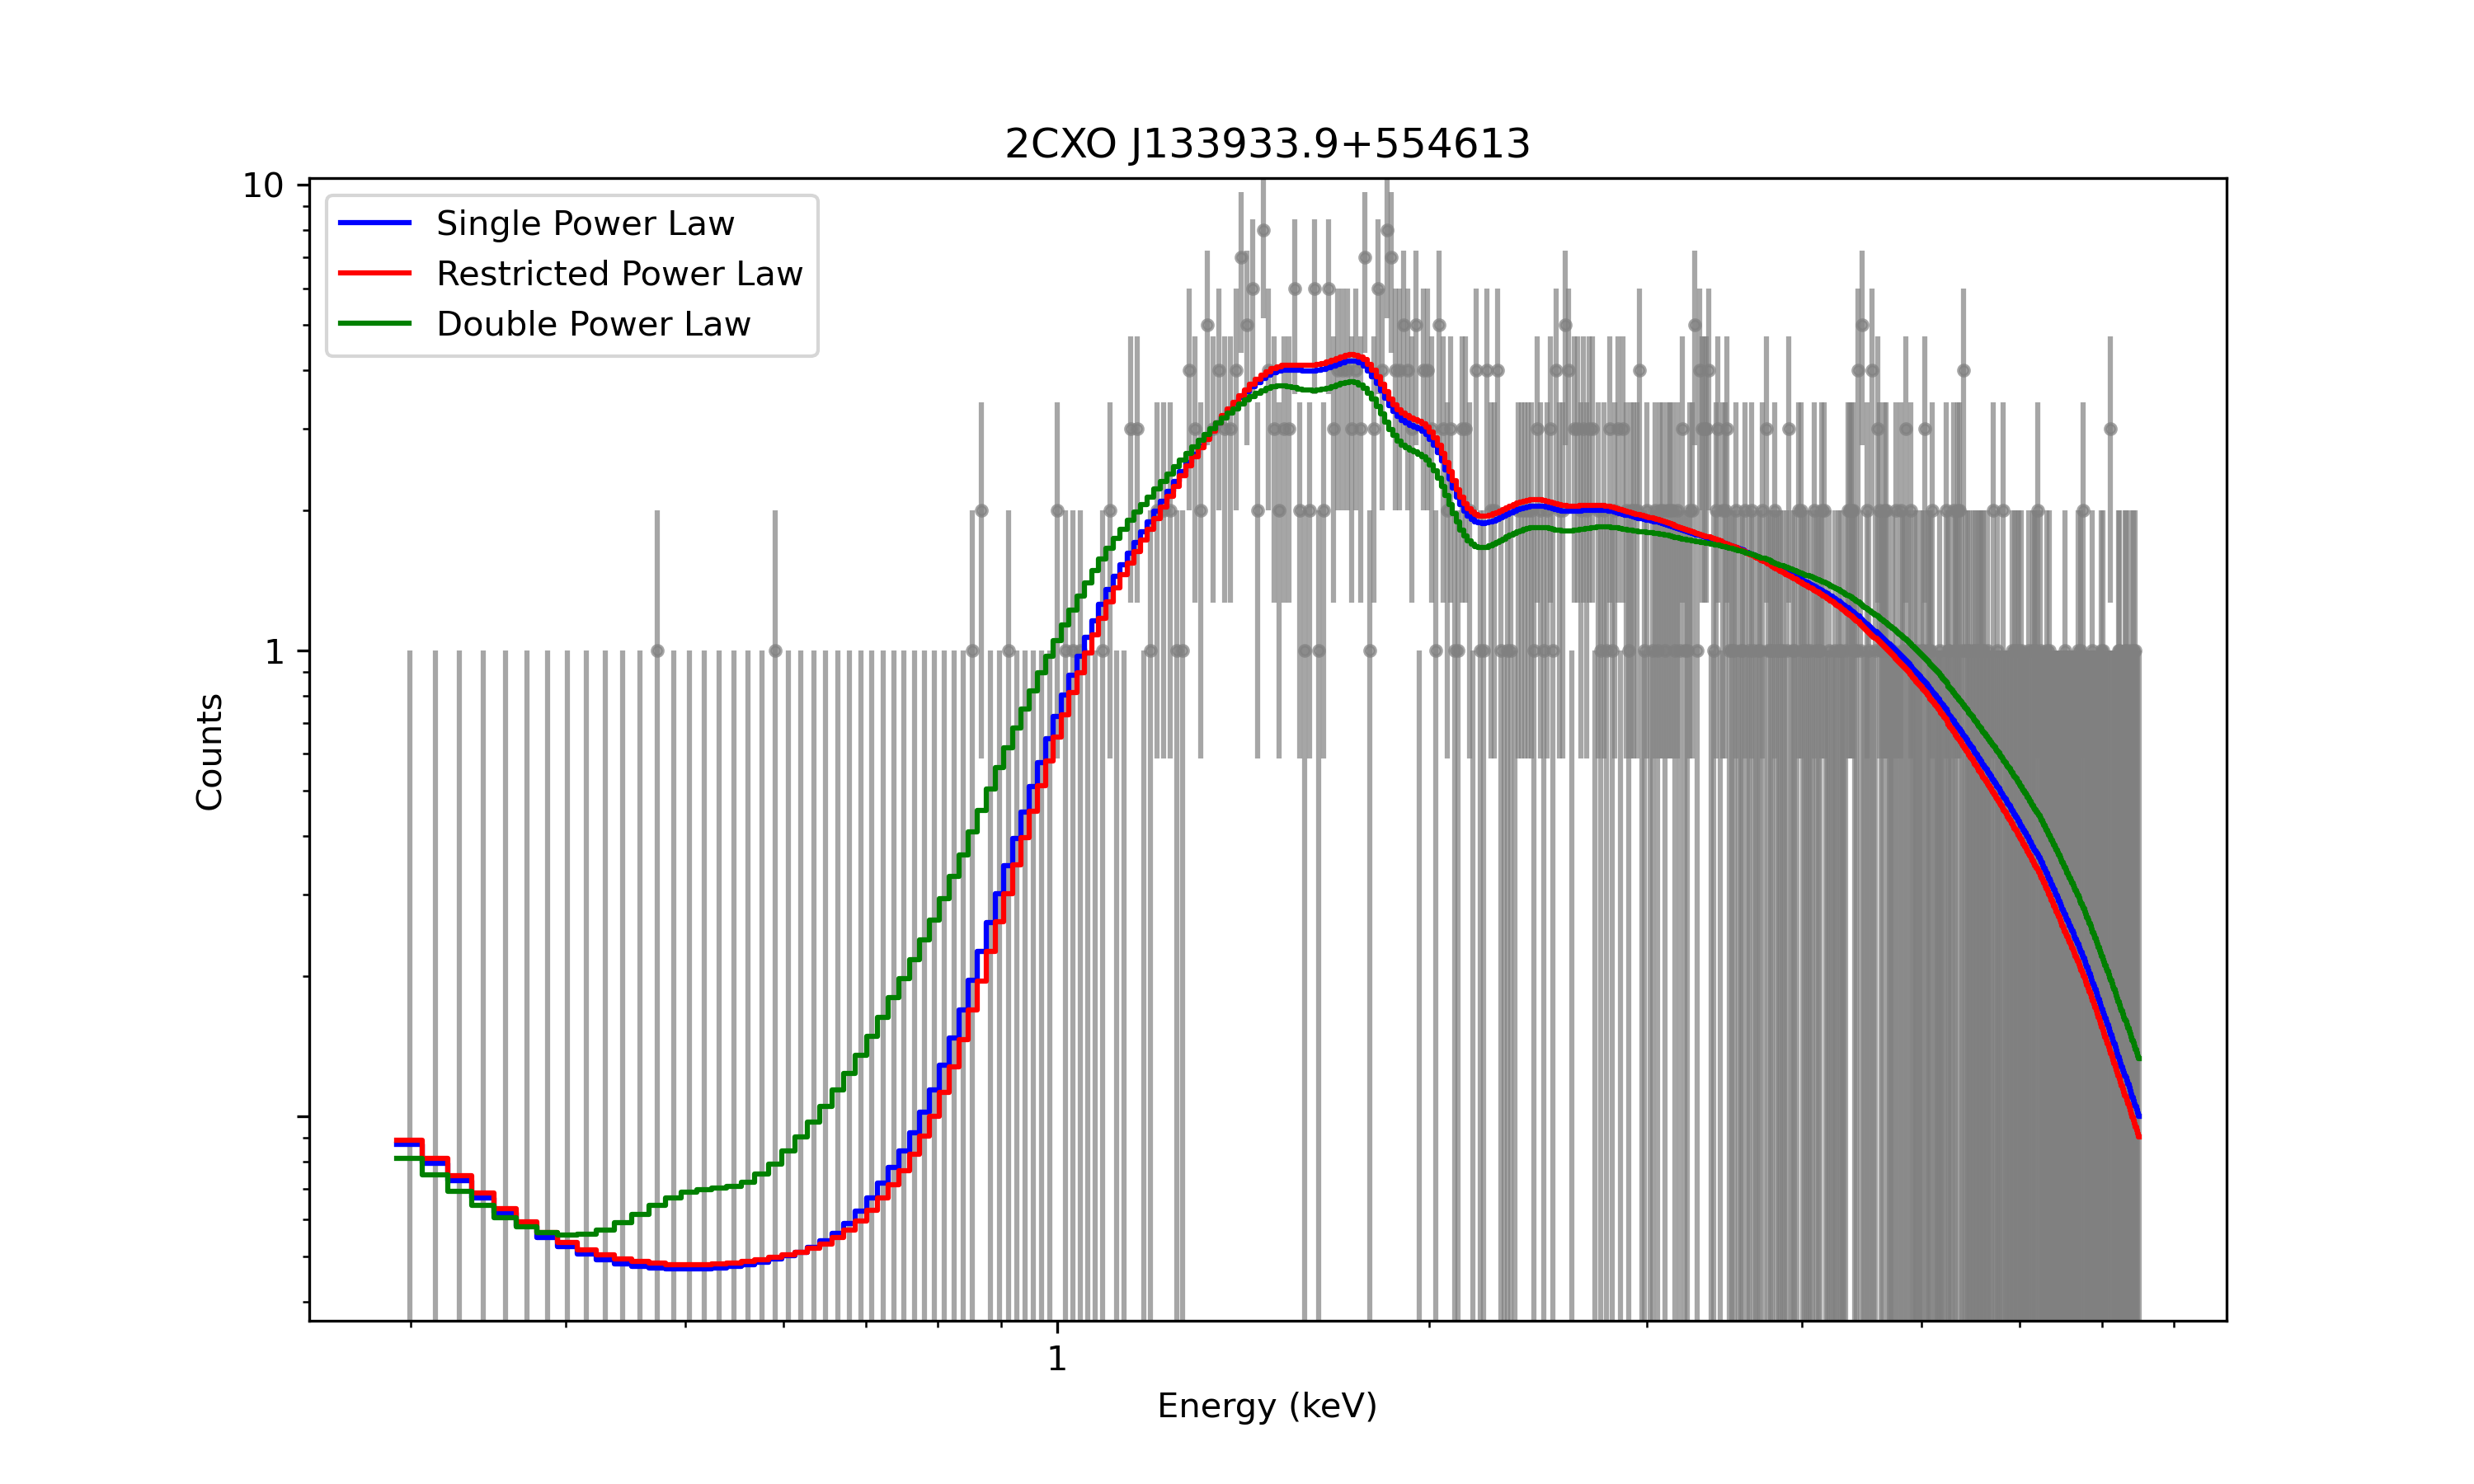 2CXO J133933.9+554613
10
Single Power Law
Restricted Power Law
Double Power Law
1
Counts
1
Energy (keV)